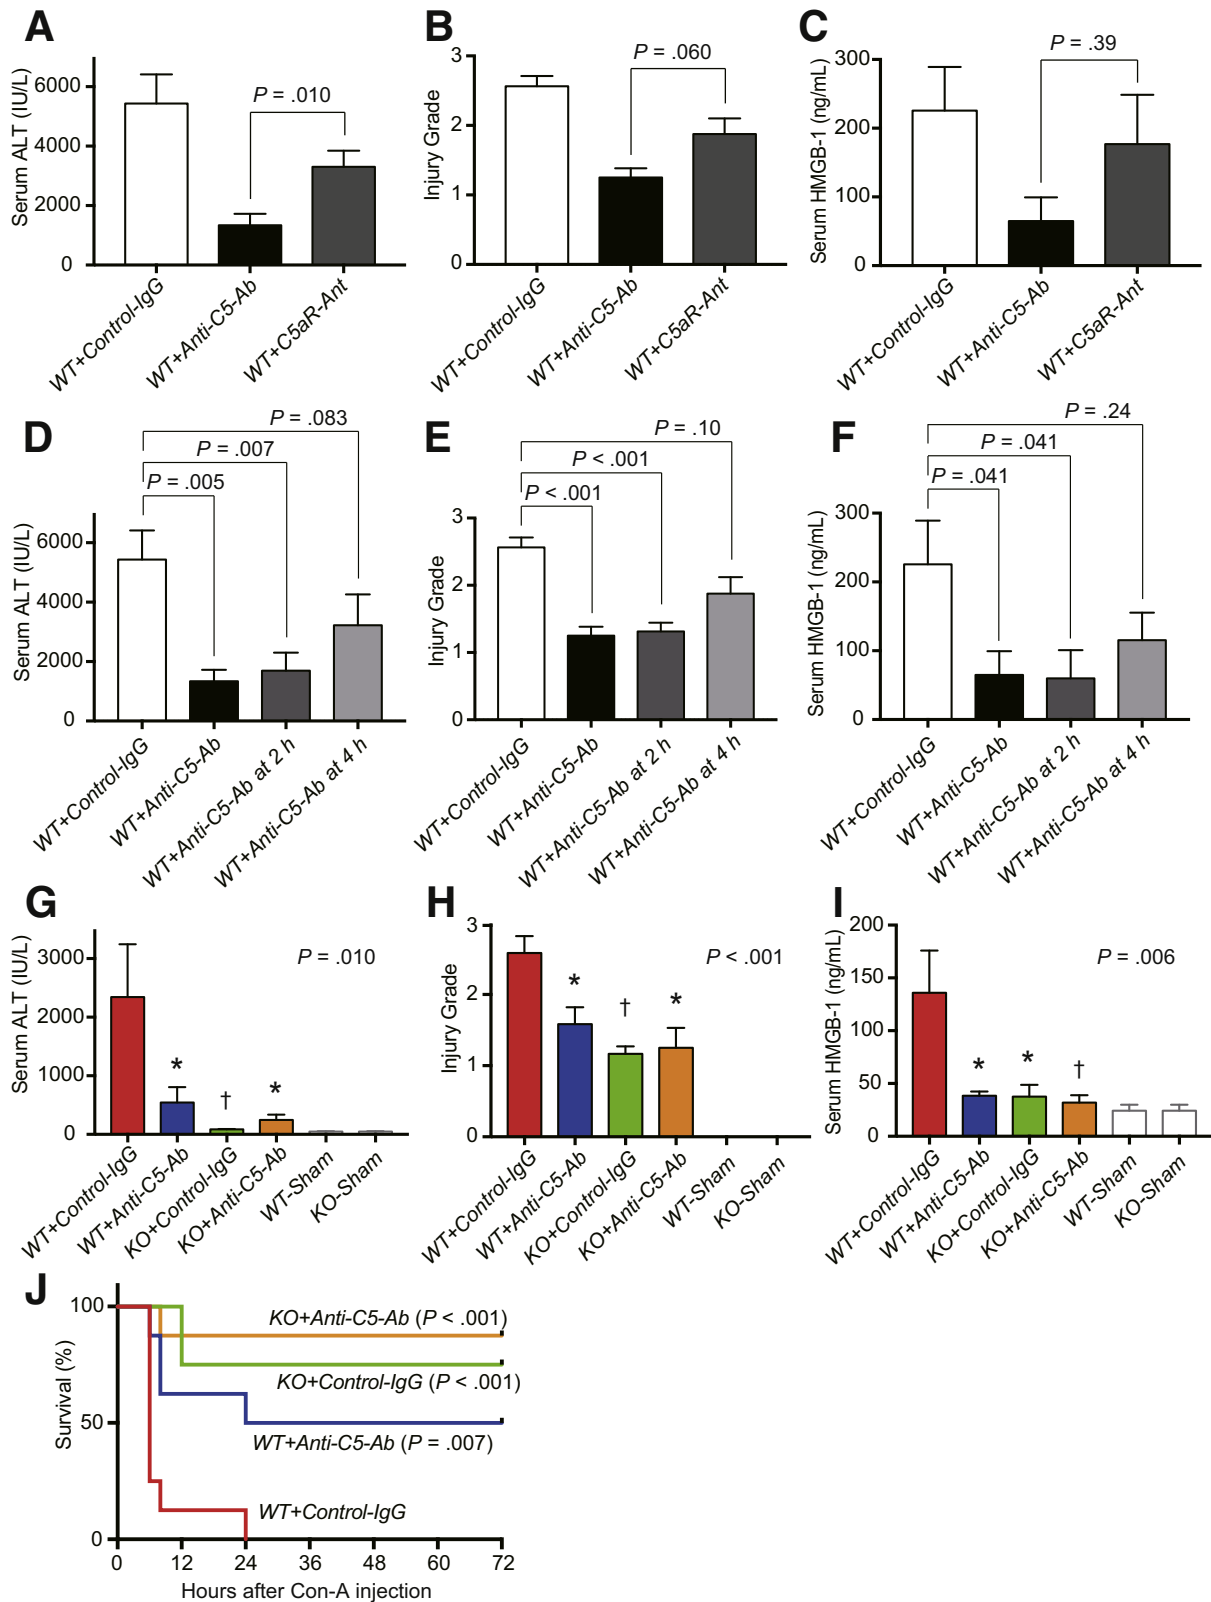 A
Serum ALT (IU/L)
6000
4000
2000
0
P = .010
WT+Control-IgG
WT+Anti-C5-Ab
WT+C5aR-Ant
B
Injury Grade
3
2
1
0
P = .060
WT+Control-IgG
WT+Anti-C5-Ab
WT+C5aR-Ant
C
Serum HMGB-1 (ng/mL)
300
200
100
0
P = .39
WT+Control-IgG
WT+Anti-C5-Ab
WT+C5aR-Ant
D
Serum ALT (IU/L)
6000
4000
2000
0
P = .083
P = .007
P = .005
WT+Control-IgG
WT+Anti-C5-Ab
WT+Anti-C5-Ab at 2 h
WT+Anti-C5-Ab at 4 h
E
Injury Grade
3
2
1
0
P = .10
P < .001
P < .001
WT+Control-IgG
WT+Anti-C5-Ab
WT+Anti-C5-Ab at 2 h
WT+Anti-C5-Ab at 4 h
F
Serum HMGB-1 (ng/mL)
300
200
100
0
P = .24
P = .041
P = .041
WT+Control-IgG
WT+Anti-C5-Ab
WT+Anti-C5-Ab at 2 h
WT+Anti-C5-Ab at 4 h
G
Serum ALT (IU/L)
3000
2000
1000
0
P = .010
*
†
*
WT+Control-IgG
WT+Anti-C5-Ab
KO+Control-IgG
KO+Anti-C5-Ab
WT-Sham
KO-Sham
H
Injury Grade
3
2
1
0
P < .001
*
†
*
WT+Control-IgG
WT+Anti-C5-Ab
KO+Control-IgG
KO+Anti-C5-Ab
WT-Sham
KO-Sham
I
Serum HMGB-1 (ng/mL)
200
150
100
50
0
P = .006
*
*
†
WT+Control-IgG
WT+Anti-C5-Ab
KO+Control-IgG
KO+Anti-C5-Ab
WT-Sham
KO-Sham
J
Survival (%)
100
50
0
KO+Anti-C5-Ab (P < .001)
KO+Control-IgG (P < .001)
WT+Anti-C5-Ab (P = .007)
WT+Control-IgG
0 12 24 36 48 60 72
Hours after Con-A injection